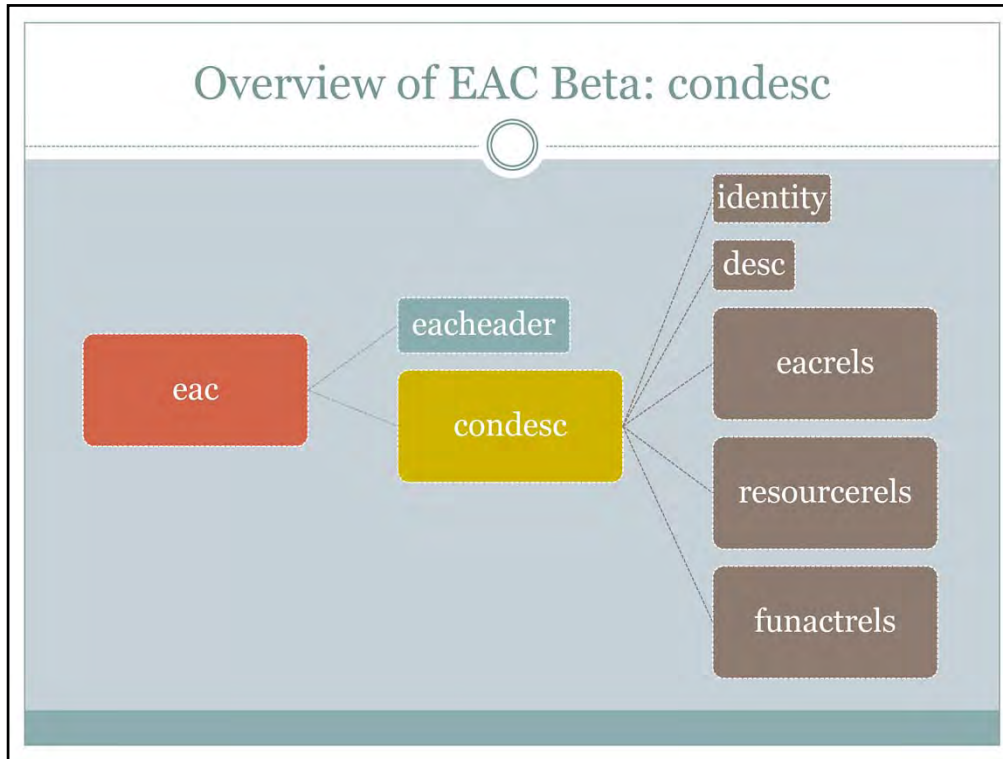 Overview of EAC Beta: condesc
identity
desc
eacheader
eacrels
eac
condesc
resourcerels
funactrels